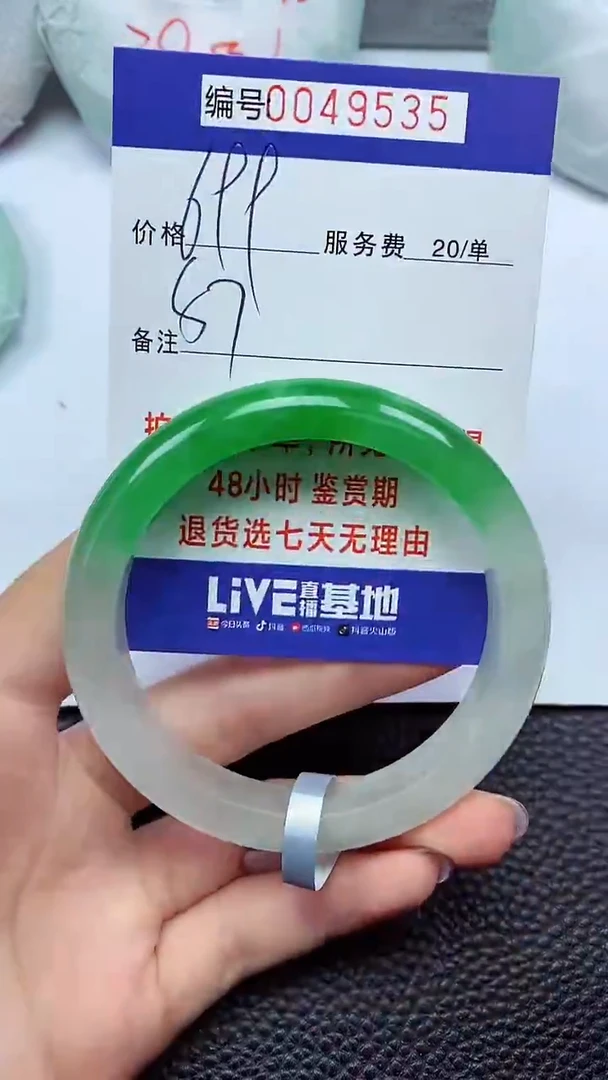 编号0049535
价格 699 服务费 20/单
备注 57
48小时 鉴赏期
退货选七天无理由
LiVE直播基地
今日头条 抖音 西瓜视频 抖音火山版